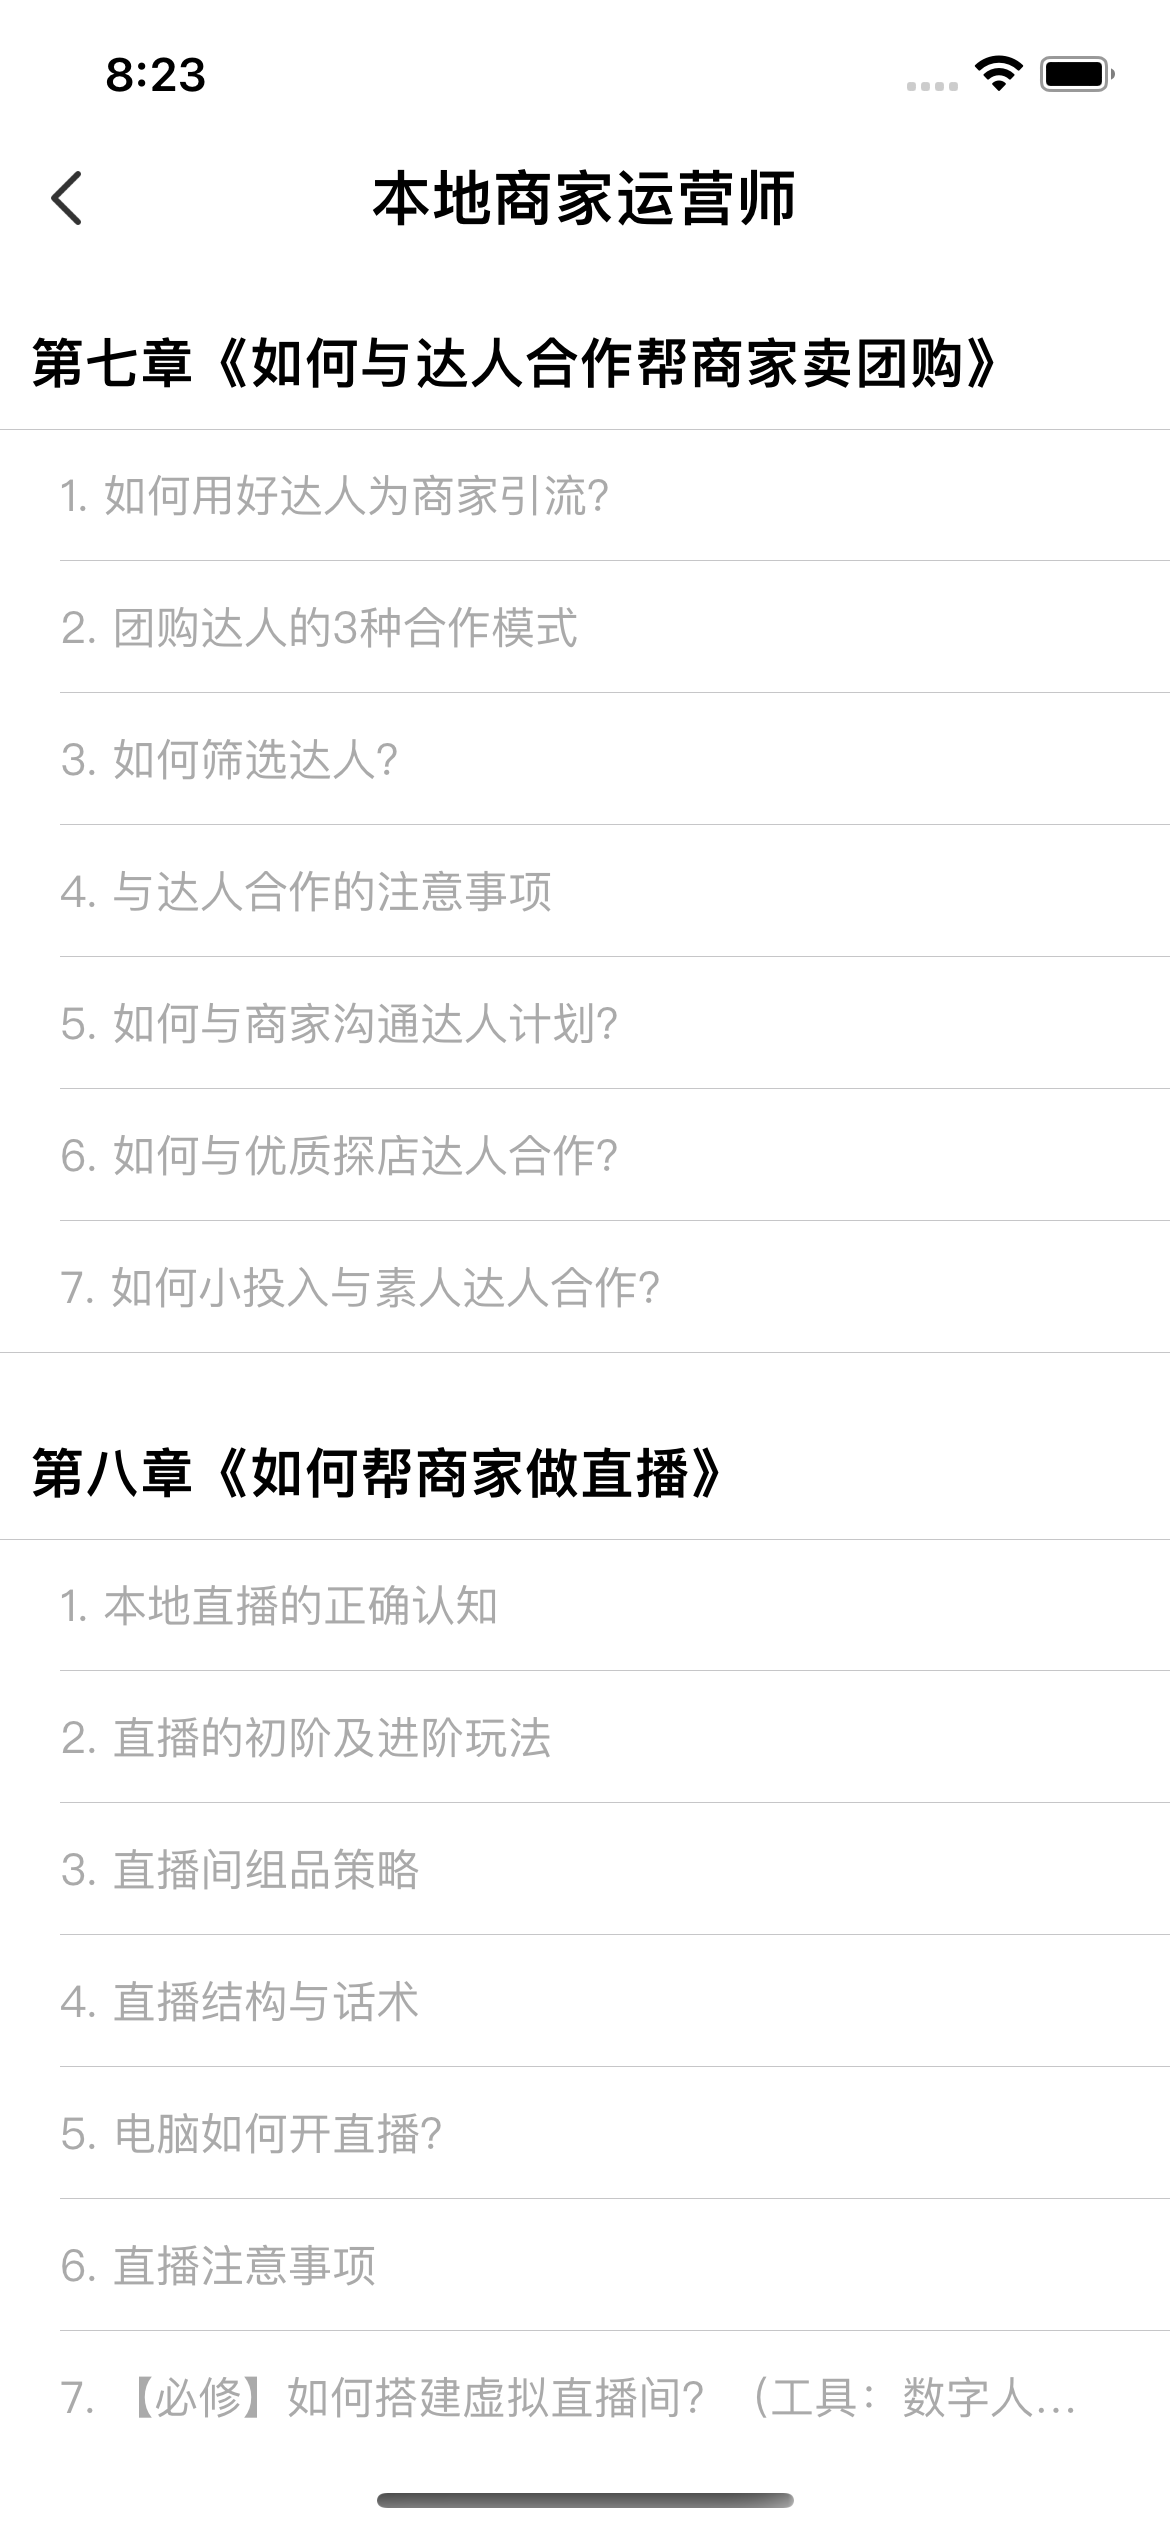 8:23
本地商家运营师
第七章《如何与达人合作帮商家卖团购》
1. 如何用好达人为商家引流?
2. 团购达人的3种合作模式
3. 如何筛选达人?
4. 与达人合作的注意事项
5. 如何与商家沟通达人计划?
6. 如何与优质探店达人合作?
7. 如何小投入与素人达人合作?
第八章《如何帮商家做直播》
1. 本地直播的正确认知
2. 直播的初阶及进阶玩法
3. 直播间组品策略
4. 直播结构与话术
5. 电脑如何开直播?
6. 直播注意事项
7. 【必修】如何搭建虚拟直播间? （工具：数字人...